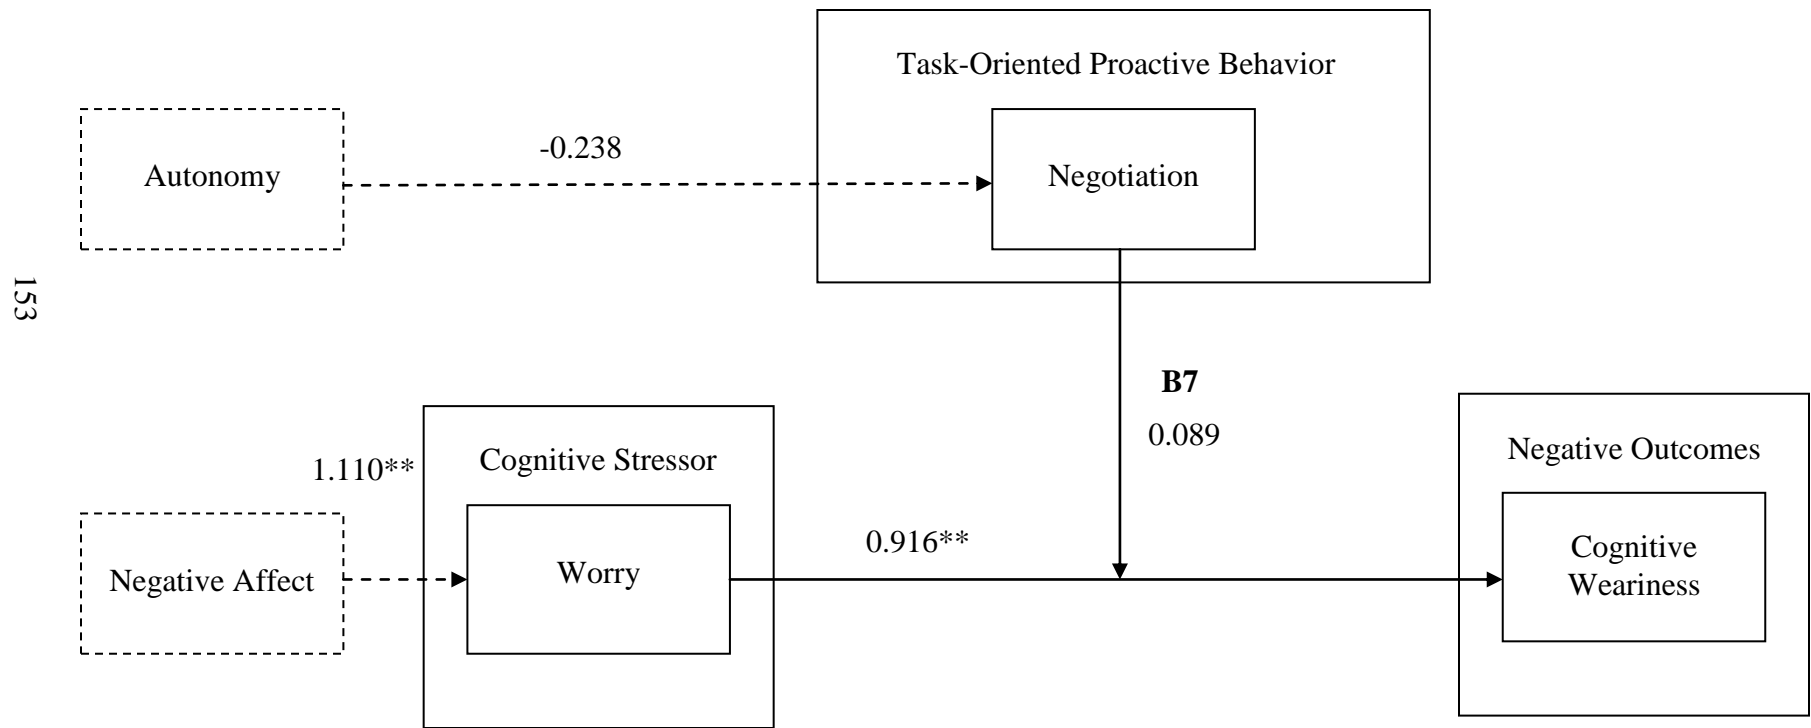 Task-Oriented Proactive Behavior
-0.238
Autonomy
Negotiation
153
B7
0.089
1.110**
Cognitive Stressor
Negative Outcomes
0.916**
Negative Affect
Worry
Cognitive
Weariness